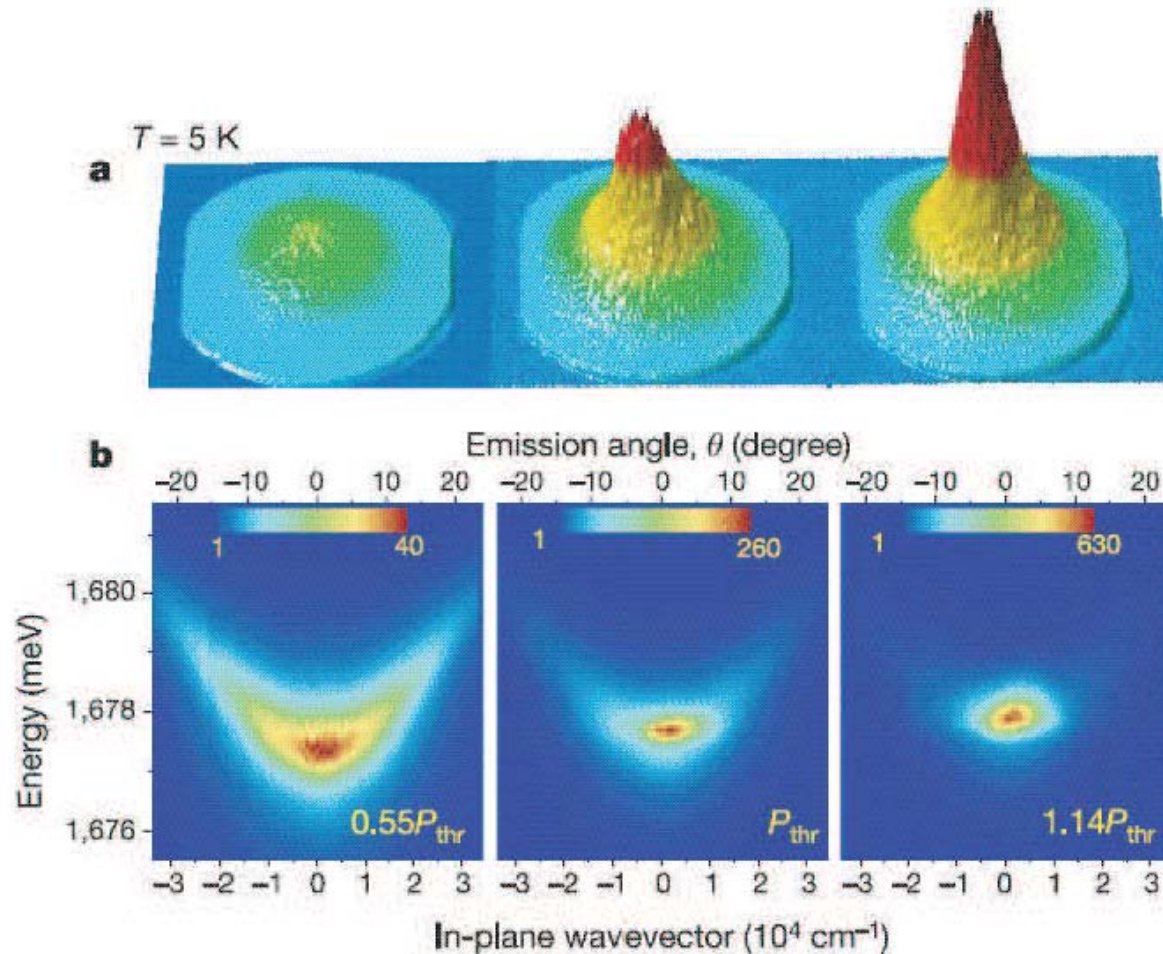 T = 5 K
a
b
Emission angle, θ (degree)
–20 –10 0 10 20 –20 –10 0 10 20 –20 –10 0 10 20
1 40 1 260 1 630
1,680
1,678
1,676
Energy (meV)
0.55P_thr P_thr 1.14P_thr
–3 –2 –1 0 1 2 3 –3 –2 –1 0 1 2 3 –3 –2 –1 0 1 2 3
In-plane wavevector (10⁴ cm⁻¹)